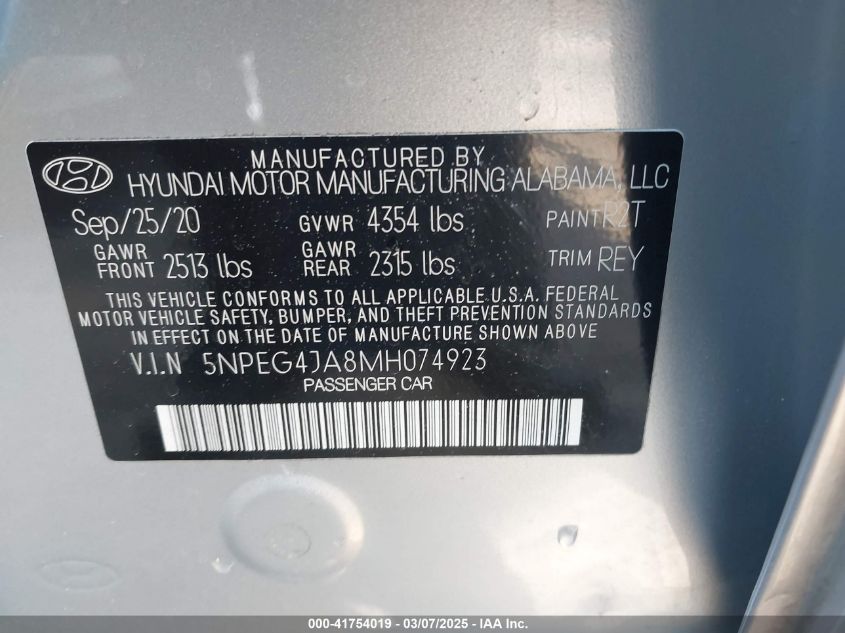 MANUFACTURED BY
HYUNDAI MOTOR MANUFACTURING ALABAMA, LLC
Sep/25/20 GVWR 4354 lbs PAINT R2T
GAWR FRONT 2513 lbs GAWR REAR 2315 lbs TRIM REY
THIS VEHICLE CONFORMS TO ALL APPLICABLE U.S.A. FEDERAL
MOTOR VEHICLE SAFETY, BUMPER, AND THEFT PREVENTION STANDARDS
IN EFFECT ON THE DATE OF MANUFACTURE SHOWN ABOVE
V.I.N 5NPEG4JA8MH074923
PASSENGER CAR
000-41754019 - 03/07/2025 - IAA Inc.